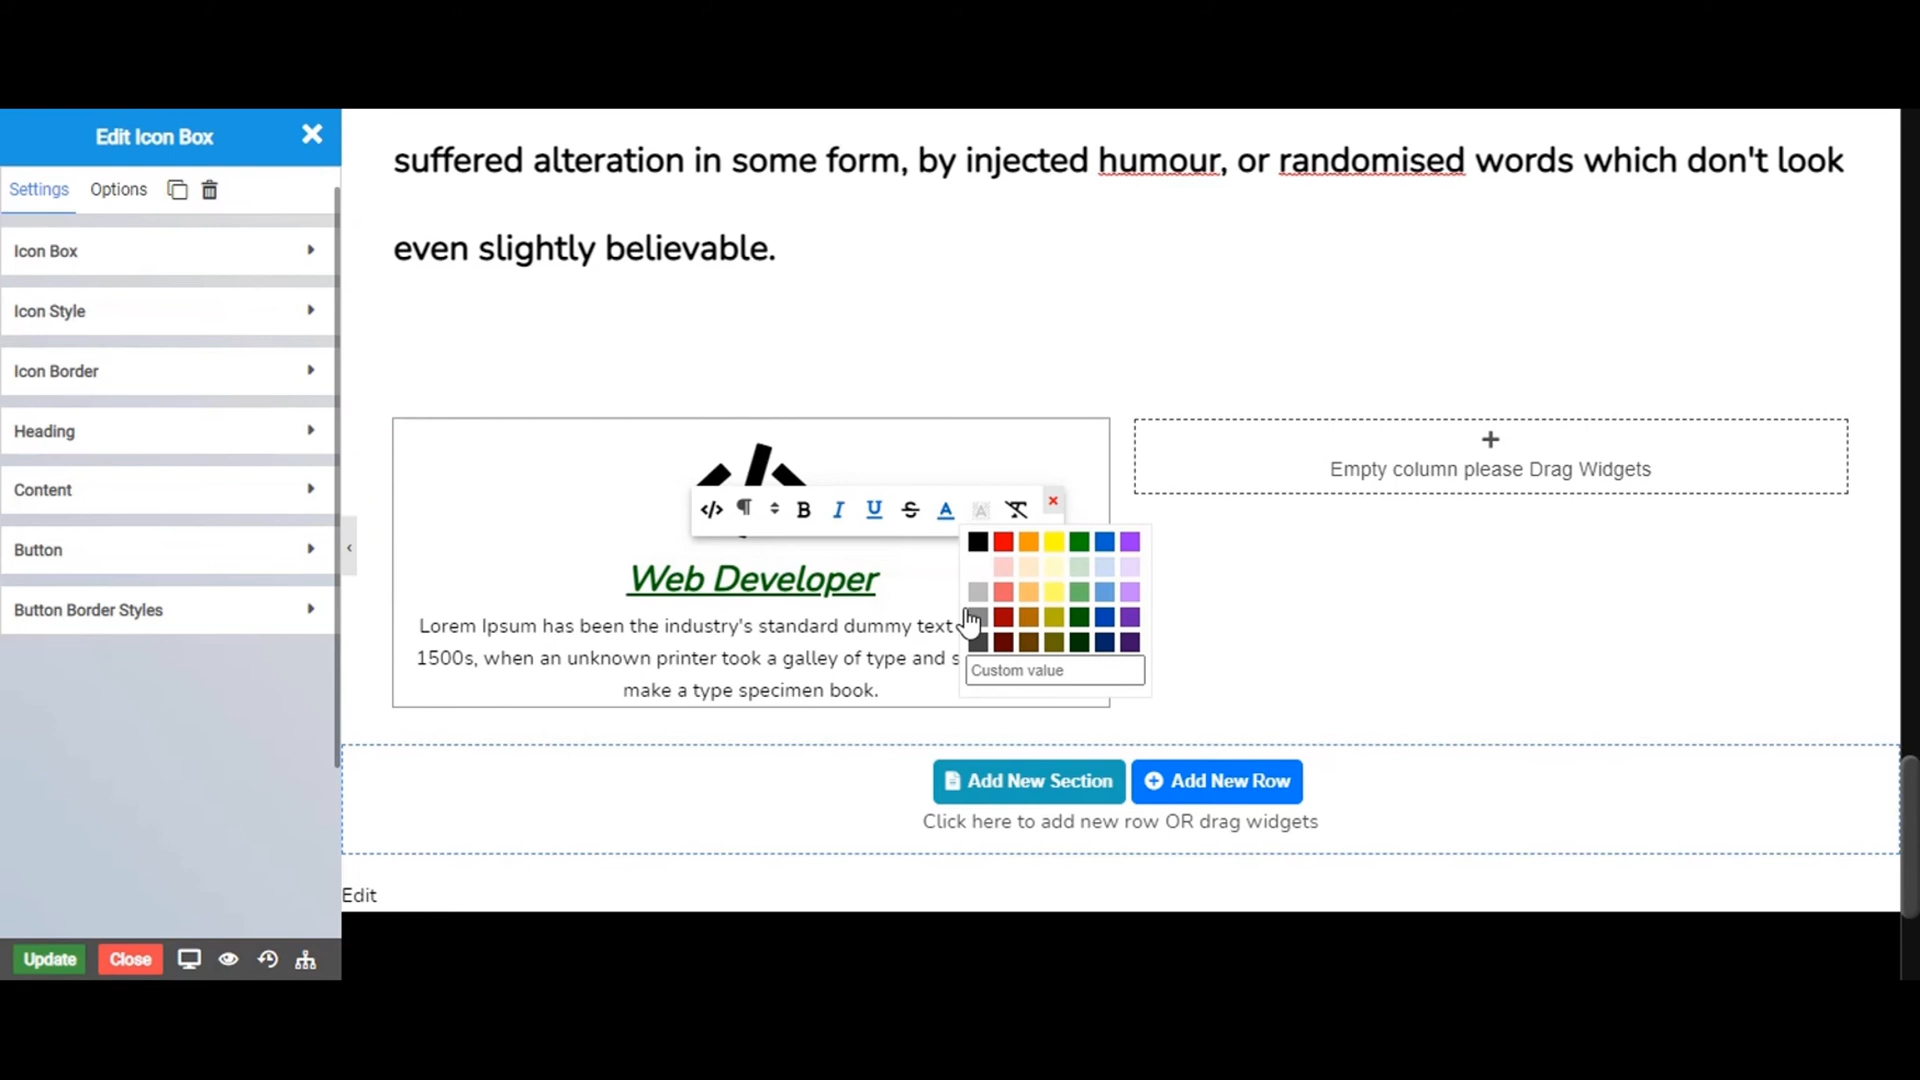 Edit Icon Box
Settings Options
Icon Box
Icon Style
Icon Border
Heading
Content
Button
Button Border Styles
Update Close
suffered alteration in some form, by injected humour, or randomised words which don't look
even slightly believable.
Web Developer
Lorem Ipsum has been the industry's standard dummy text
1500s, when an unknown printer took a galley of type and s
make a type specimen book.
Custom value
Empty column please Drag Widgets
Add New Section Add New Row
Click here to add new row OR drag widgets
Edit